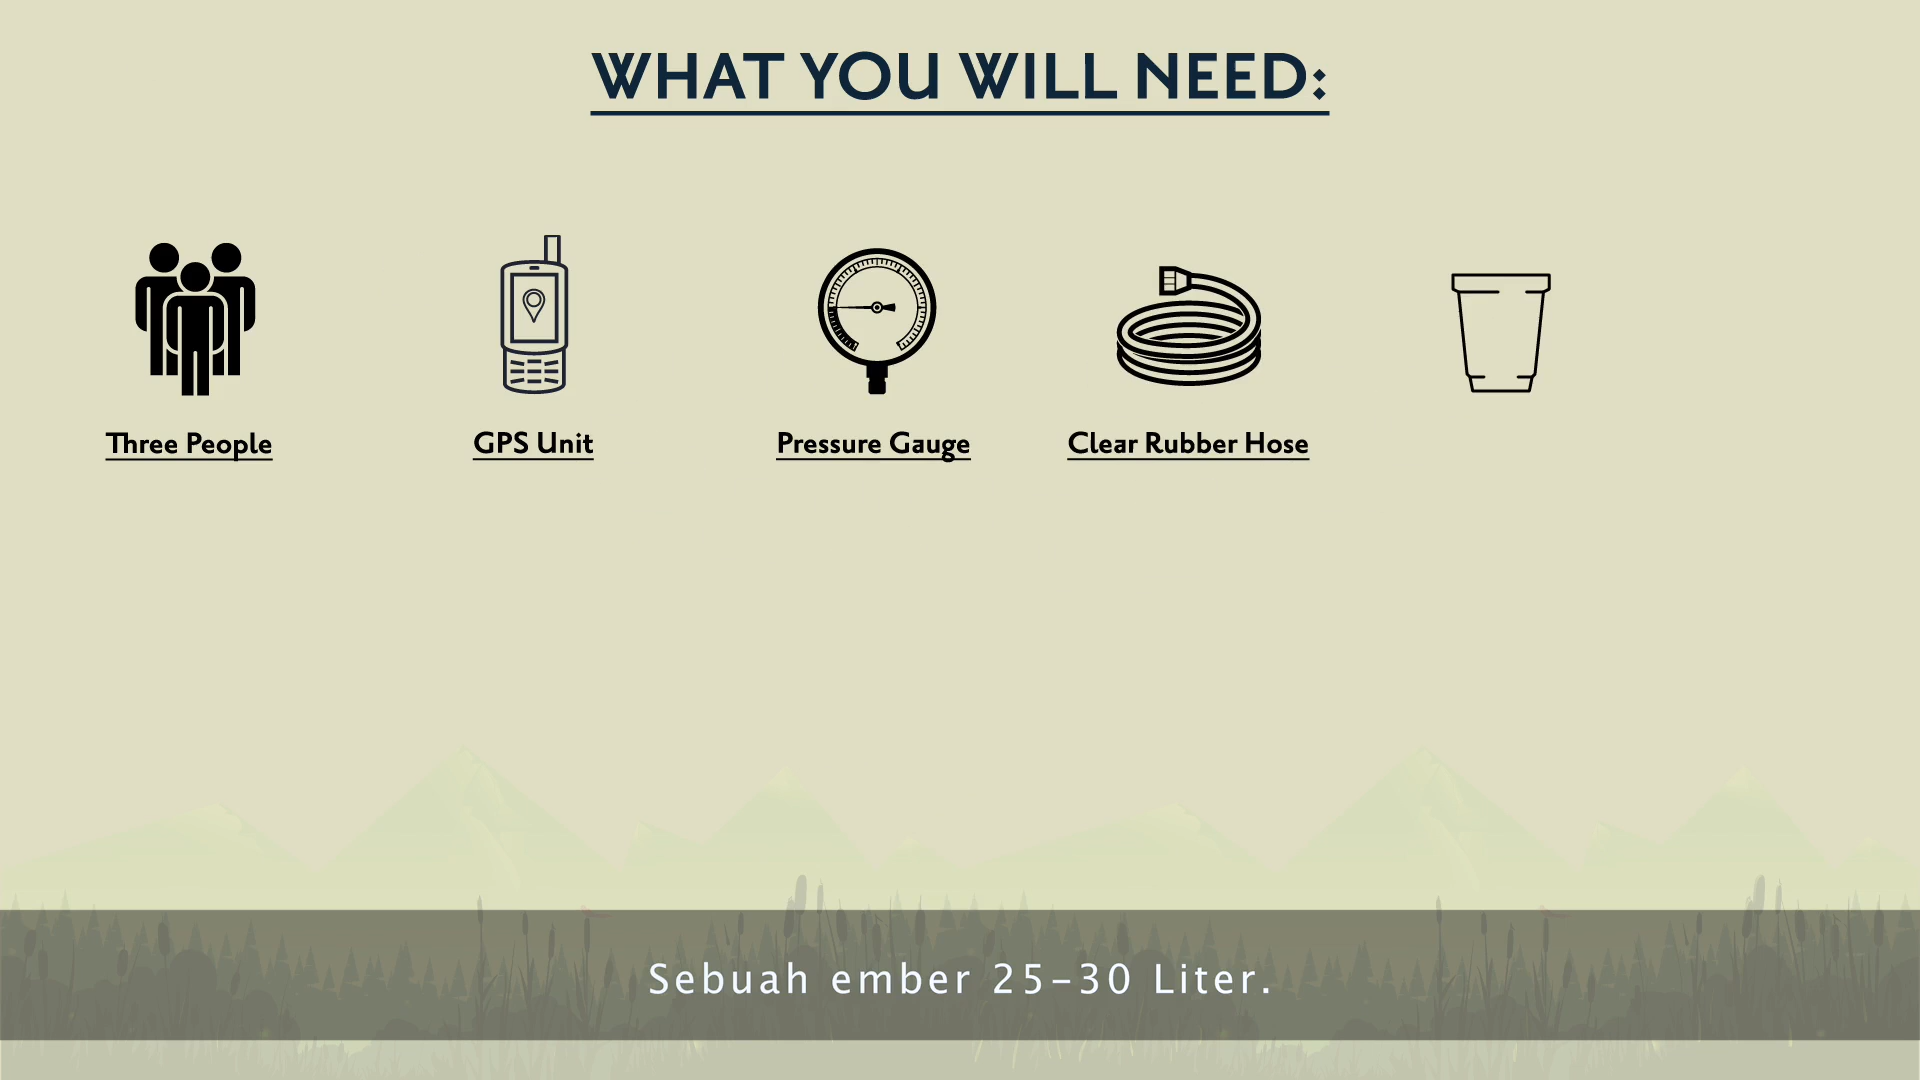 WHAT YOU WILL NEED:
Three People
GPS Unit
Pressure Gauge
Clear Rubber Hose
Sebuah ember 25-30 Liter.